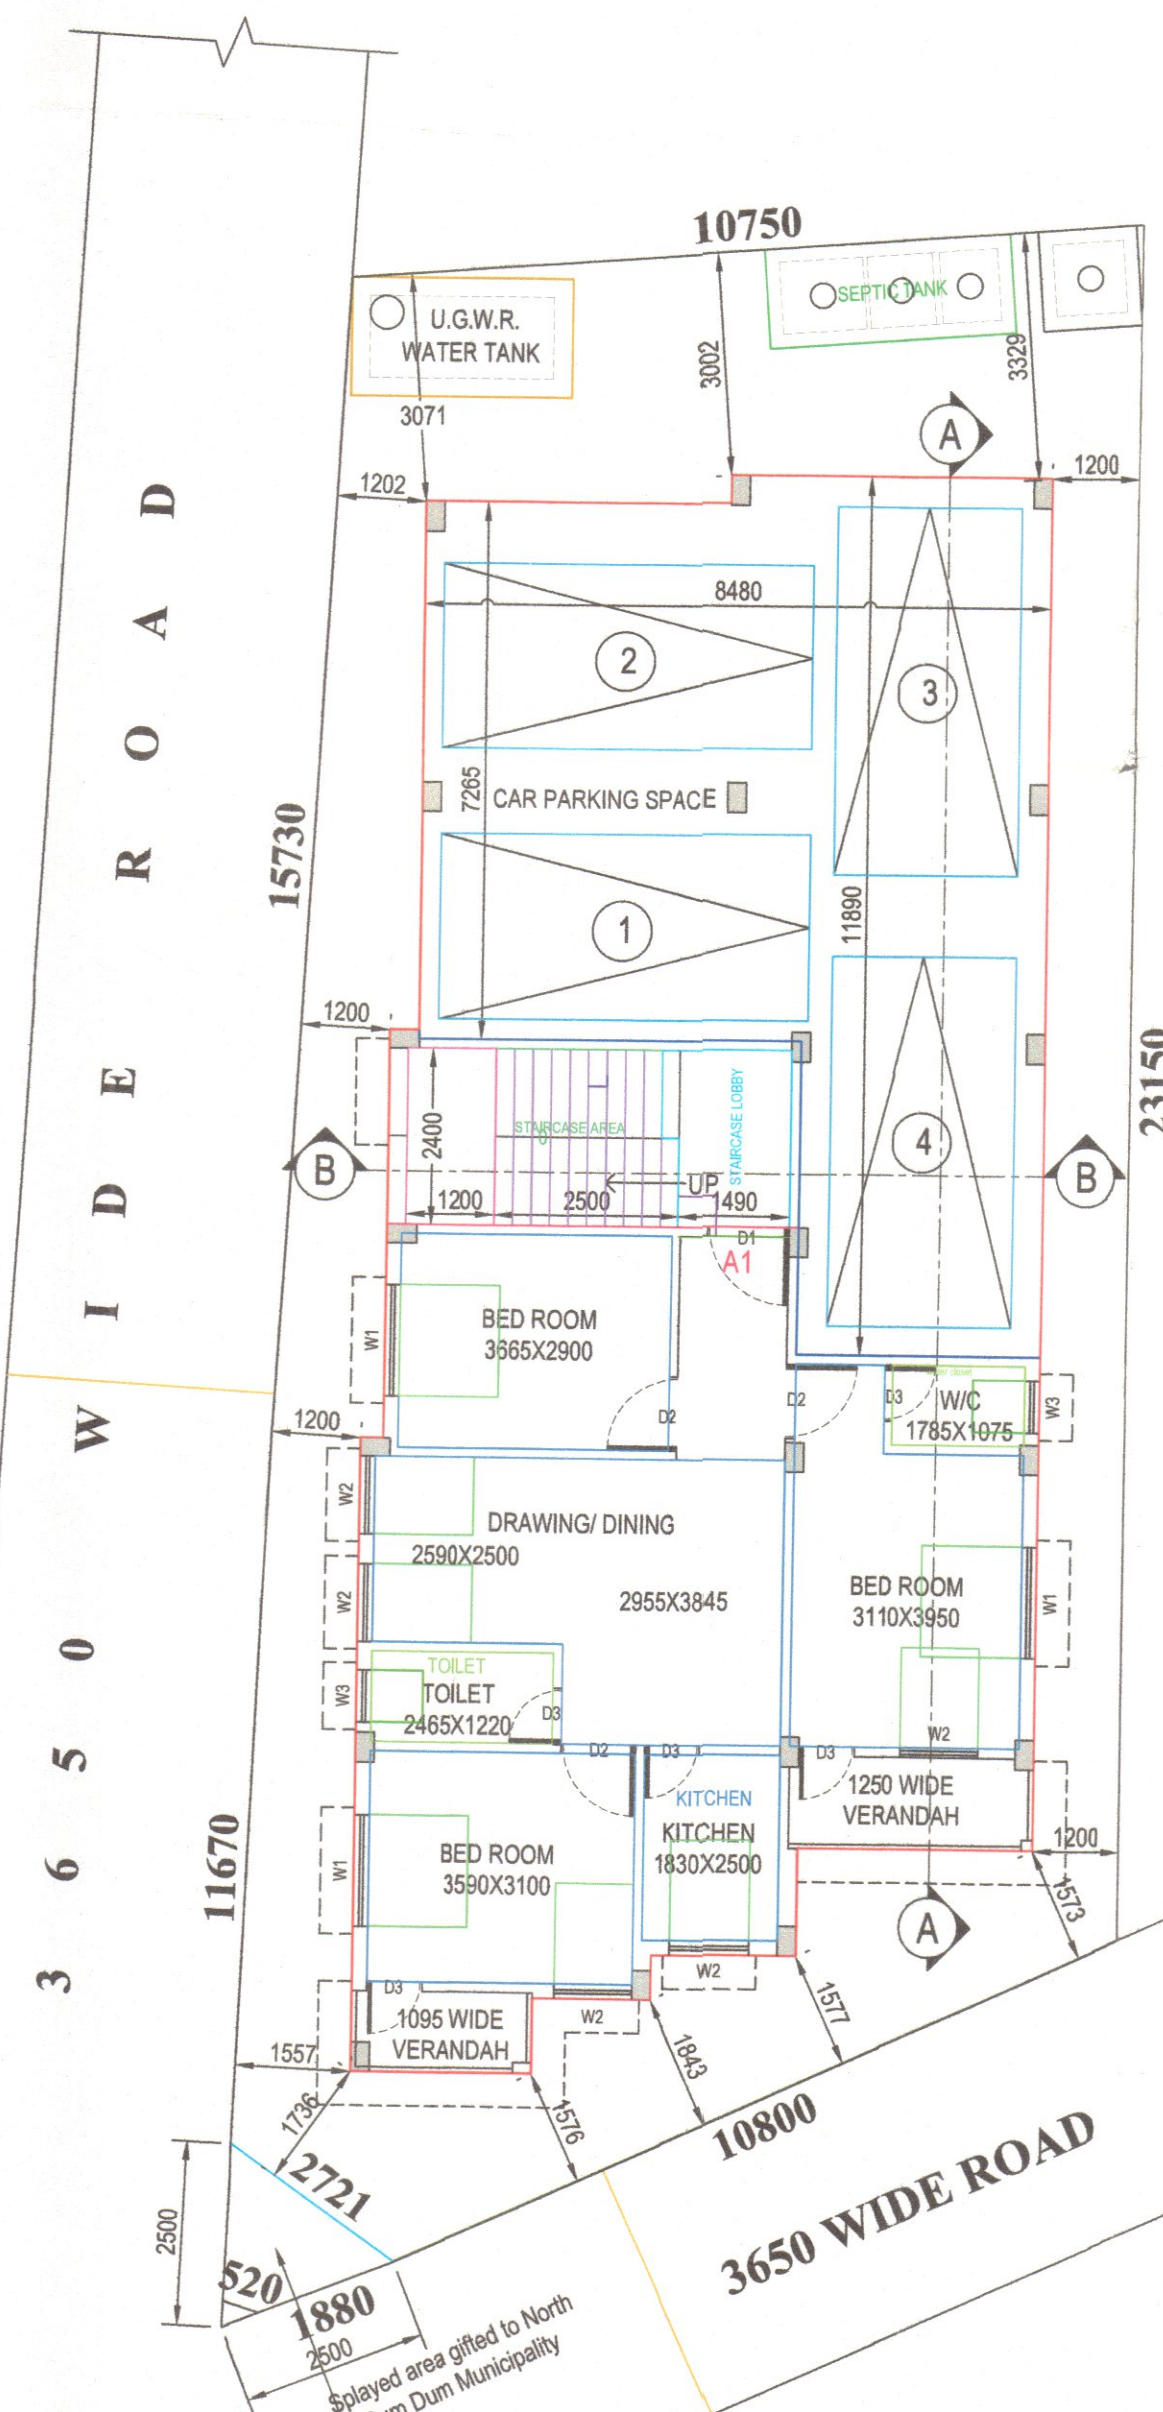 10750
U.G.W.R.
WATER TANK
SEPTIC TANK
3071
3002
3329
A
1202
1200
8480
2
3
7265
CAR PARKING SPACE
15730
11890
1
1200
23150
2400
STAIRCASE AREA
STAIRCASE LOBBY
4
B
B
UP
1200
2500
1490
D1
A1
BED ROOM
3665X2900
W1
D2
D2
D3
W/C
1785X1075
W3
1200
W2
DRAWING/ DINING
2590X2500
W2
2955X3845
BED ROOM
3110X3950
W1
TOILET
TOILET
2465X1220
W3
D3
D2
D3
W2
D3
1250 WIDE
VERANDAH
KITCHEN
KITCHEN
1830X2500
BED ROOM
3590X3100
W1
1200
1573
A
11670
W2
D3
W2
1095 WIDE
VERANDAH
1577
1843
1557
1736
1576
10800
2721
2500
520
1880
2500
3650 WIDE ROAD
3650 WIDE ROAD
Splayed area gifted to North
Dum Municipality